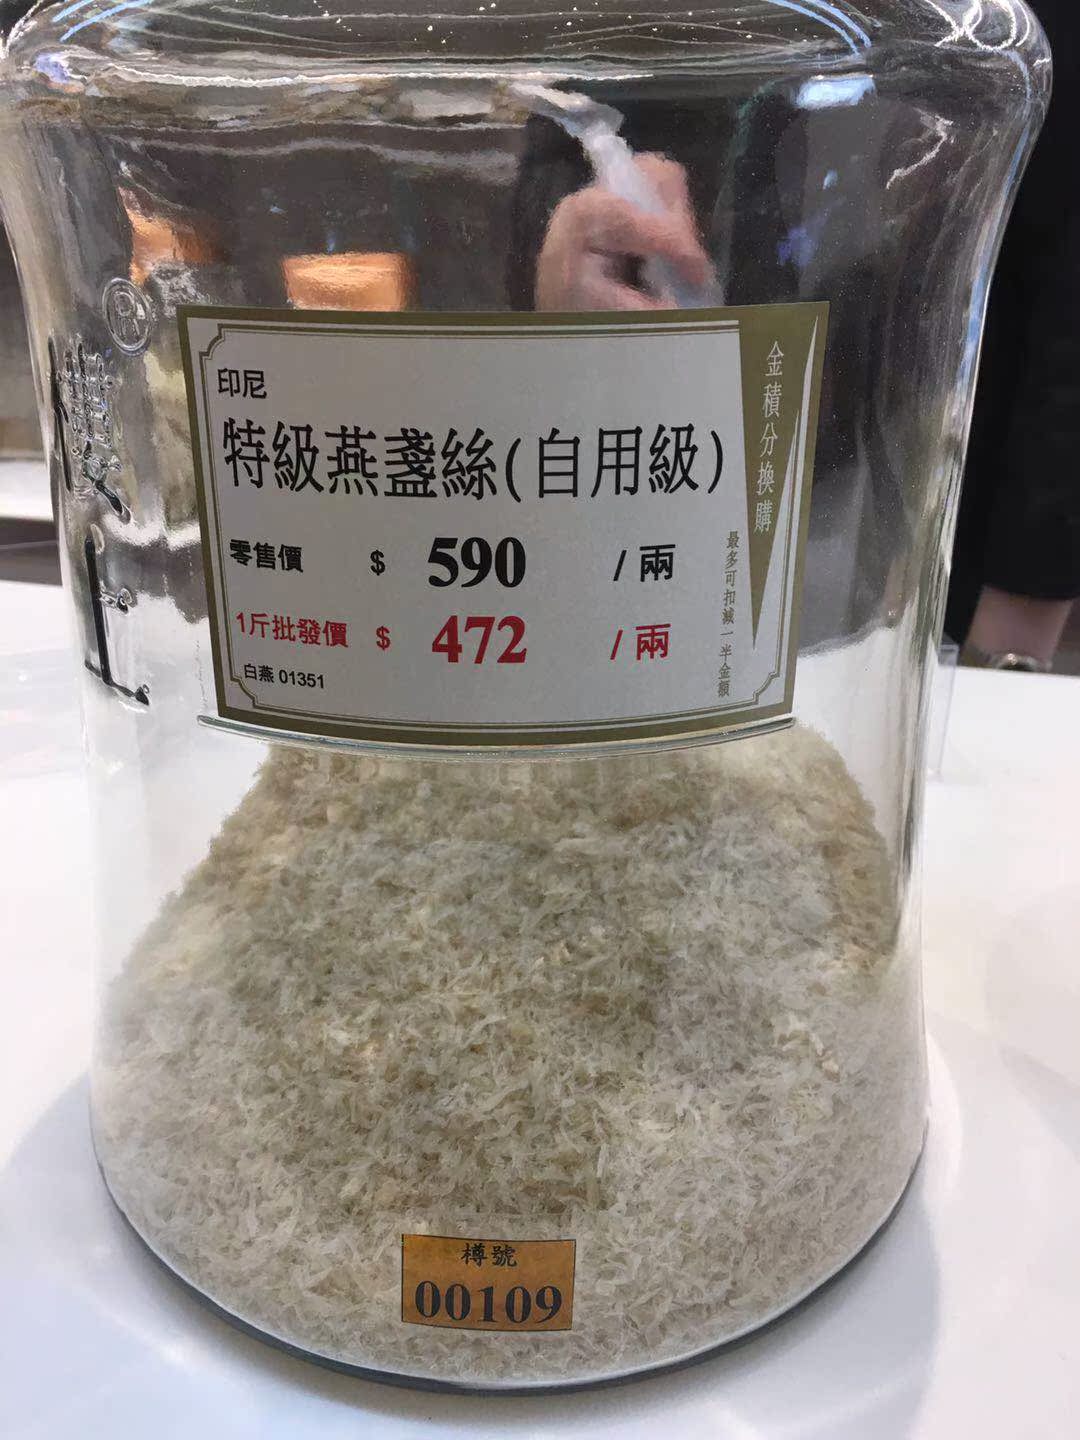 印尼
特級燕盞絲(自用級)
零售價 $ 590 /兩
1斤批發價 $ 472 /兩
白燕 01351
金積分換購
最多可扣減一半金額
®
樽號
00109